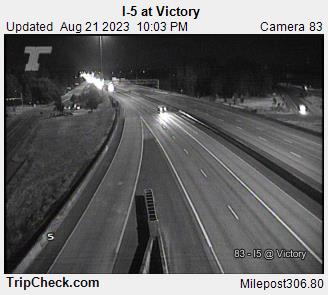 I-5 at Victory
Updated Aug 21 2023 10:03 PM Camera 83
T
S
83 - I5 @ Victory
TripCheck.com Milepost306.80